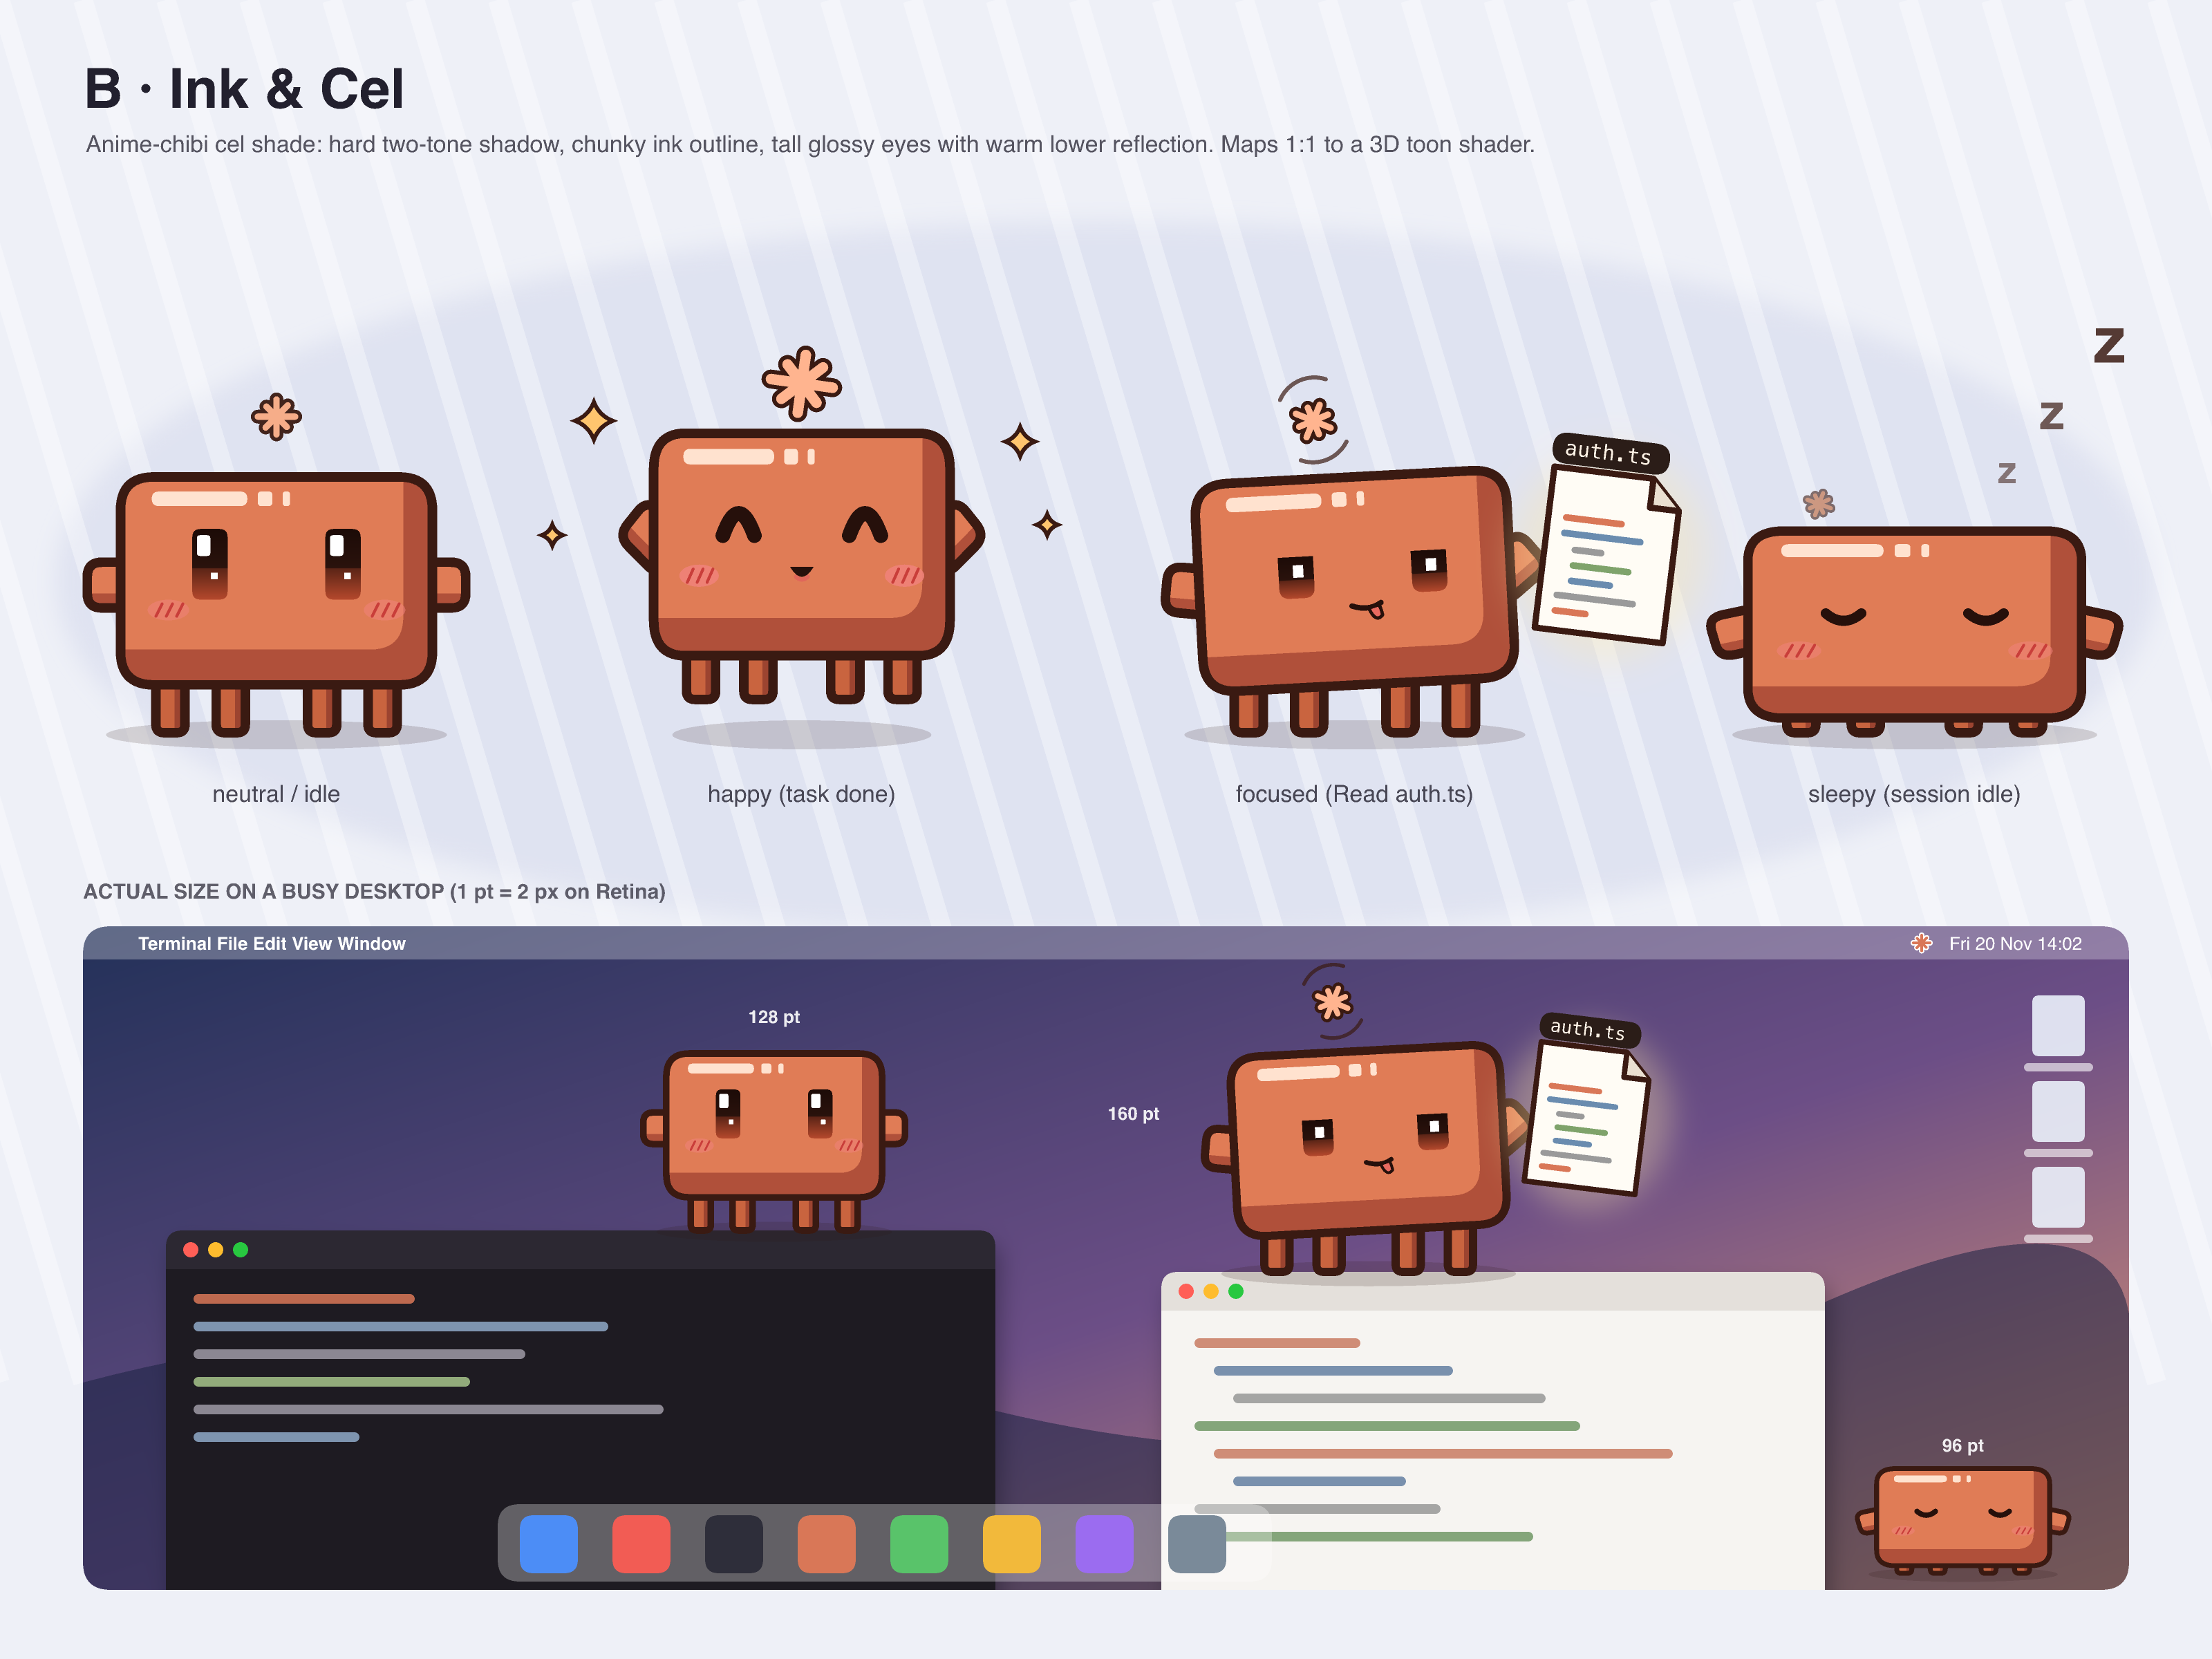 B · Ink & Cel
Anime-chibi cel shade: hard two-tone shadow, chunky ink outline, tall glossy eyes with warm lower reflection. Maps 1:1 to a 3D toon shader.
z
z
z
auth.ts
neutral / idle
happy (task done)
focused (Read auth.ts)
sleepy (session idle)
ACTUAL SIZE ON A BUSY DESKTOP (1 pt = 2 px on Retina)
Terminal File Edit View Window
Fri 20 Nov 14:02
128 pt
auth.ts
160 pt
96 pt